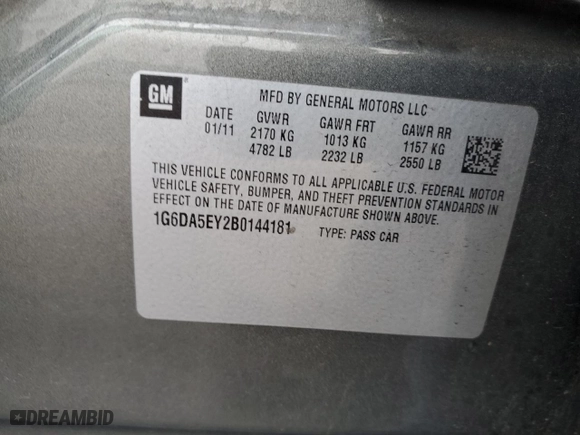 GM
MFD BY GENERAL MOTORS LLC
DATE GVWR GAWR FRT GAWR RR
01/11 2170 KG 1013 KG 1157 KG
4782 LB 2232 LB 2550 LB
THIS VEHICLE CONFORMS TO ALL APPLICABLE U.S. FEDERAL MOTOR
VEHICLE SAFETY, BUMPER, AND THEFT PREVENTION STANDARDS IN
EFFECT ON THE DATE OF MANUFACTURE SHOWN ABOVE.
1G6DA5EY2B0144181 TYPE: PASS CAR
DREAMBID